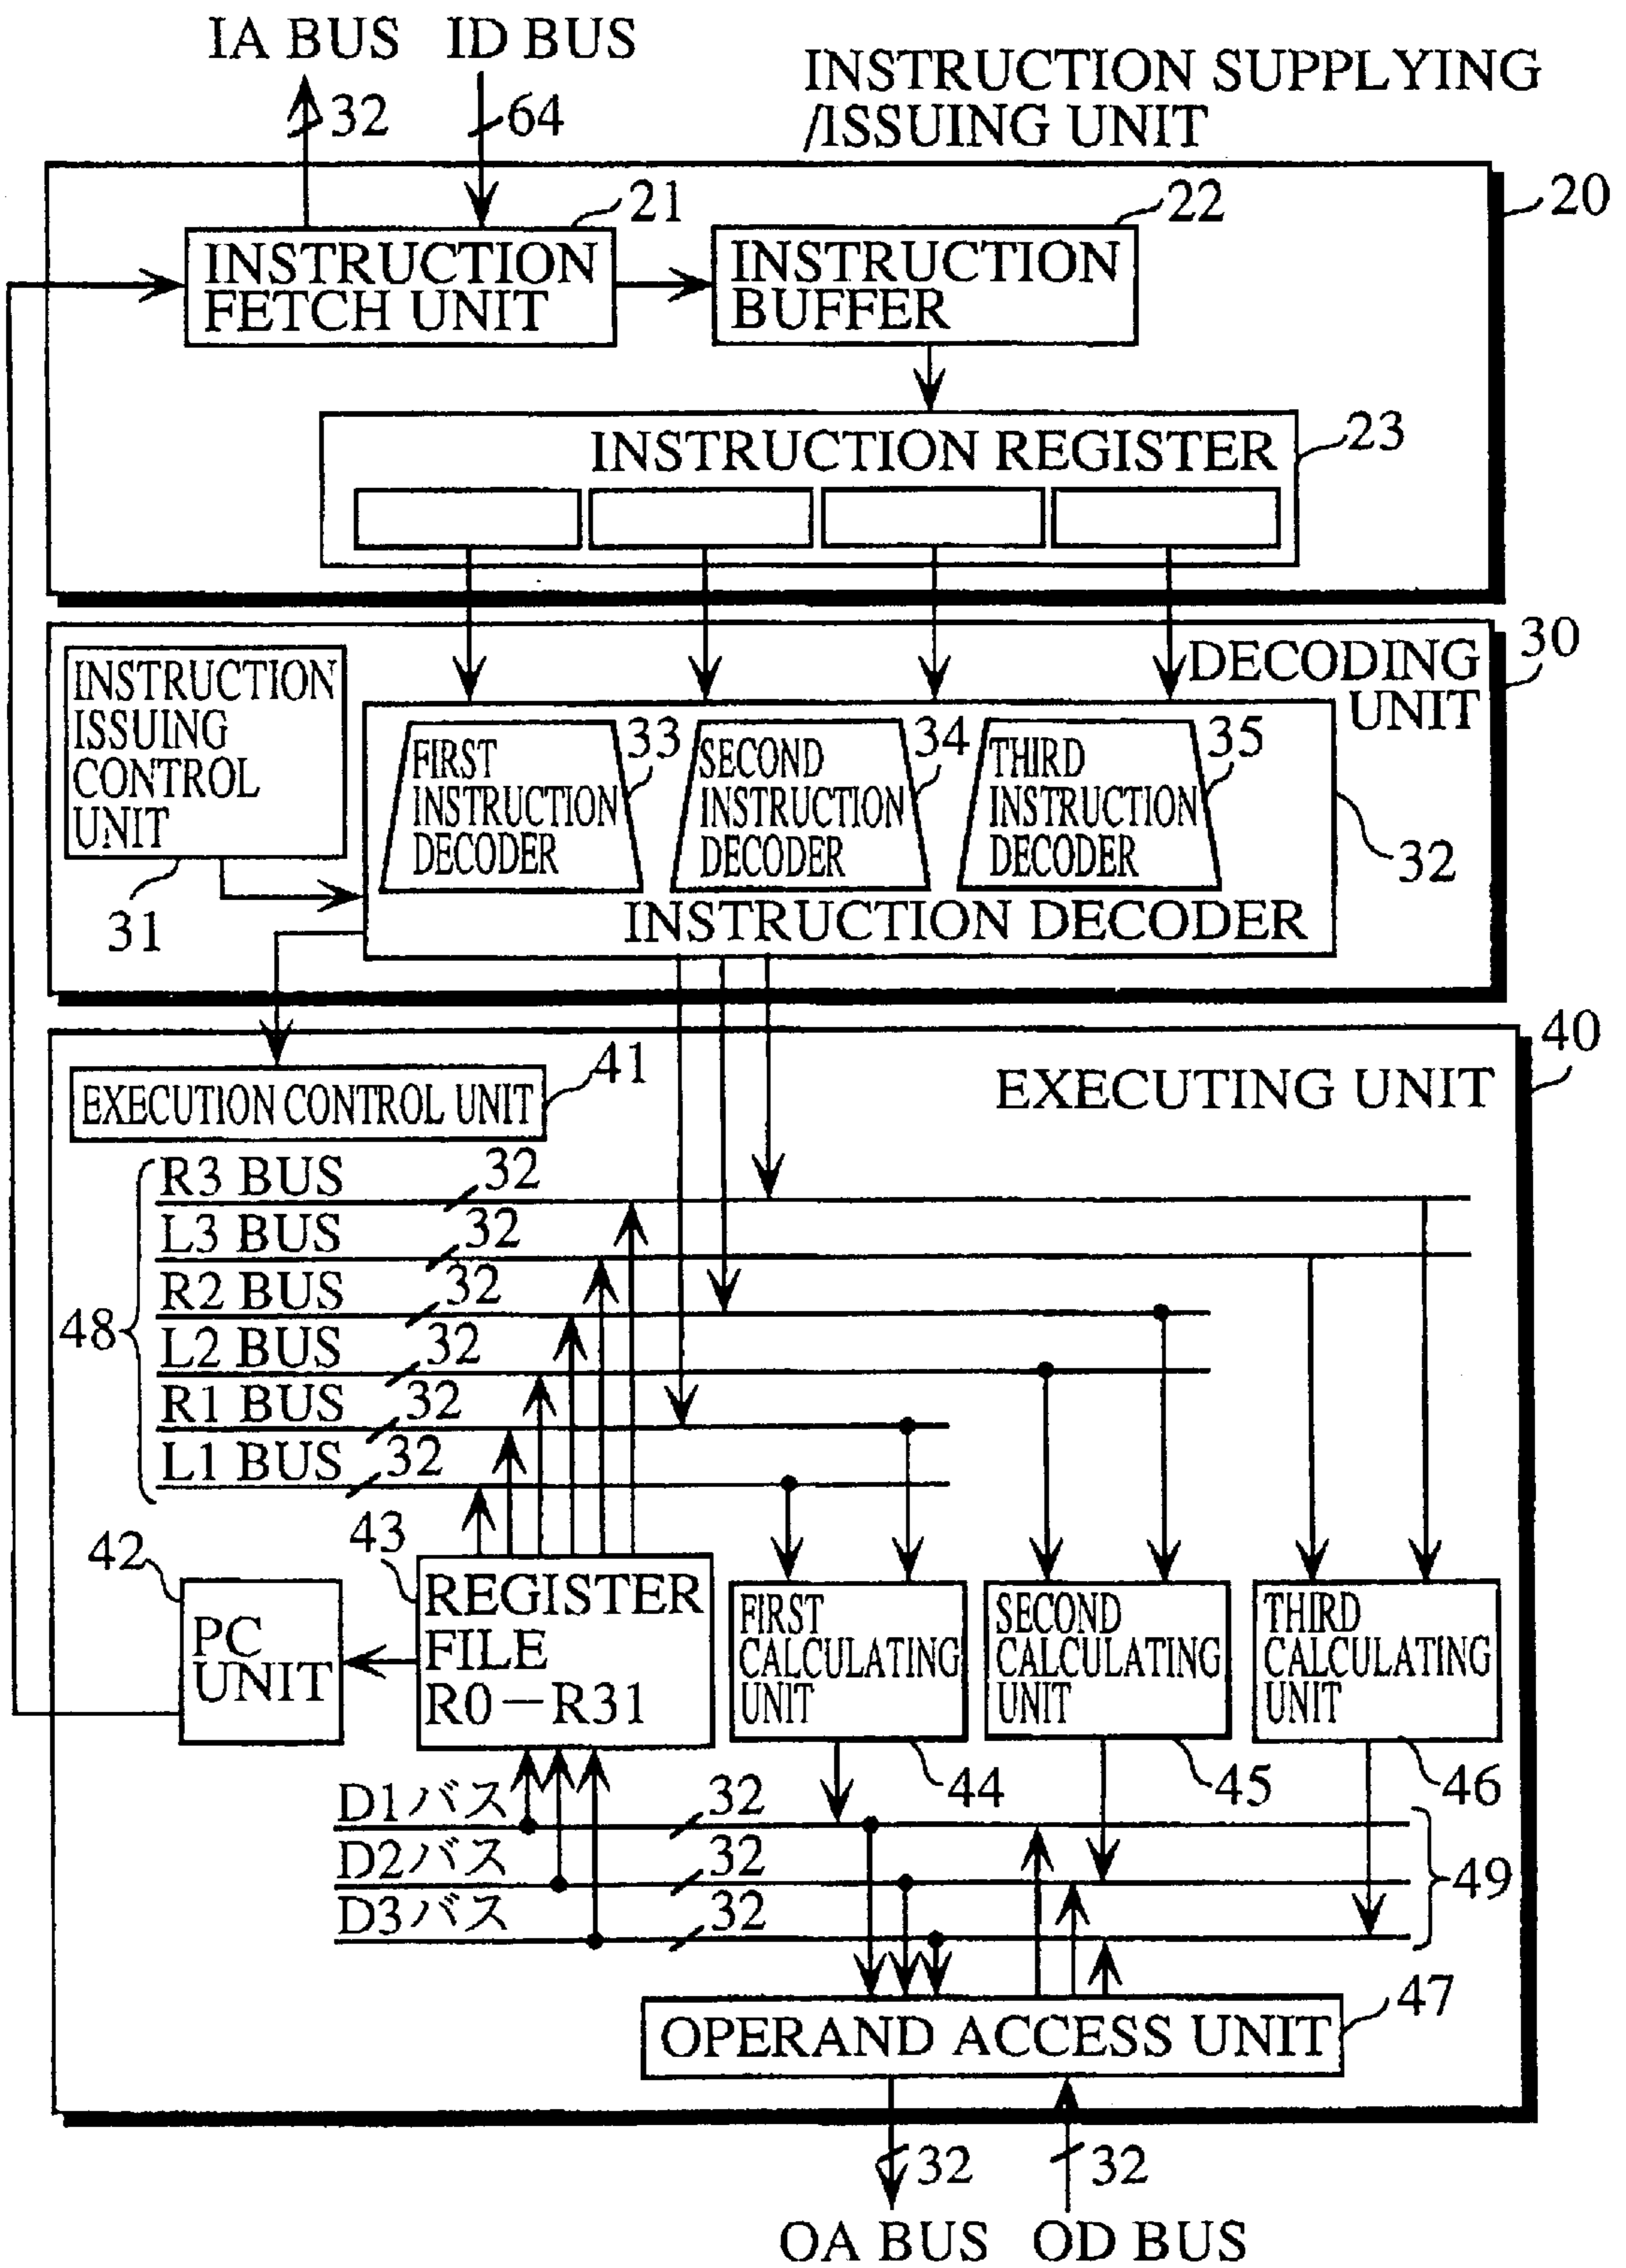 IA BUS
ID BUS
32
64
INSTRUCTION SUPPLYING
/ISSUING UNIT
20
21
22
INSTRUCTION
FETCH UNIT
INSTRUCTION
BUFFER
INSTRUCTION REGISTER
23
30
DECODING
UNIT
INSTRUCTION
ISSUING
CONTROL
UNIT
31
FIRST
INSTRUCTION
DECODER
33
SECOND
INSTRUCTION
DECODER
34
THIRD
INSTRUCTION
DECODER
35
32
INSTRUCTION DECODER
40
41
EXECUTION CONTROL UNIT
EXECUTING UNIT
R3 BUS 32
L3 BUS 32
R2 BUS 32
48
L2 BUS 32
R1 BUS 32
L1 BUS 32
42
43
PC
UNIT
REGISTER
FILE
R0-R31
FIRST
CALCULATING
UNIT
SECOND
CALCULATING
UNIT
THIRD
CALCULATING
UNIT
44
45
46
D1バス 32
D2バス 32
D3バス 32
49
47
OPERAND ACCESS UNIT
32
32
OA BUS
OD BUS